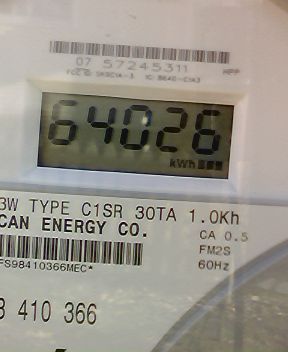 07 57245311
64026
kWh
3W TYPE C1SR 30TA 1.0Kh
CAN ENERGY CO.
CA 0.5
FM2S
60Hz
FS98410366MEC*
3 410 366